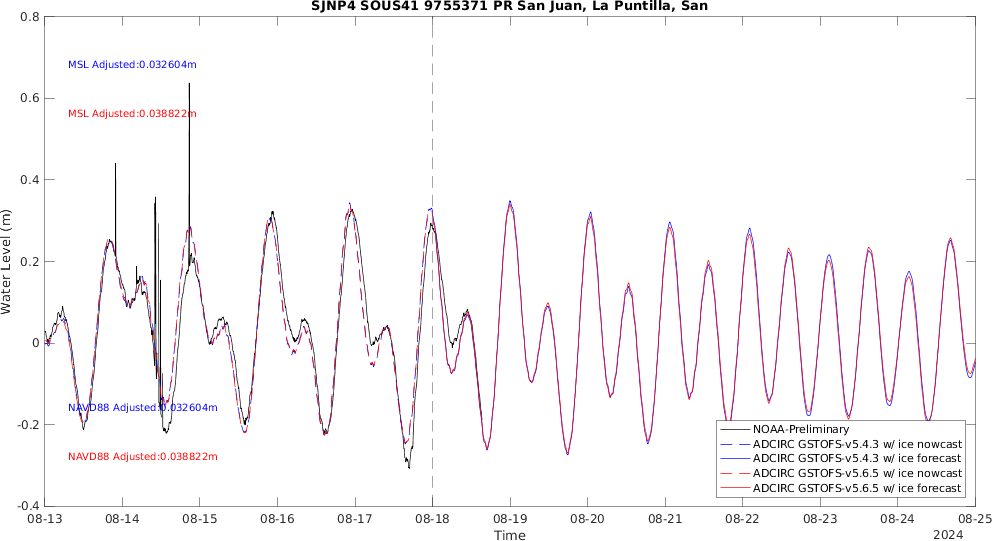 SJNP4 SOUS41 9755371 PR San Juan, La Puntilla, San
0.8
0.6
0.4
0.2
0
-0.2
-0.4
Water Level (m)
MSL Adjusted:0.032604m
MSL Adjusted:0.038822m
NAVD88 Adjusted:0.032604m
NAVD88 Adjusted:0.038822m
NOAA-Preliminary
ADCIRC GSTOFS-v5.4.3 w/ ice nowcast
ADCIRC GSTOFS-v5.4.3 w/ ice forecast
ADCIRC GSTOFS-v5.6.5 w/ ice nowcast
ADCIRC GSTOFS-v5.6.5 w/ ice forecast
08-13 08-14 08-15 08-16 08-17 08-18 08-19 08-20 08-21 08-22 08-23 08-24 08-25
Time
2024